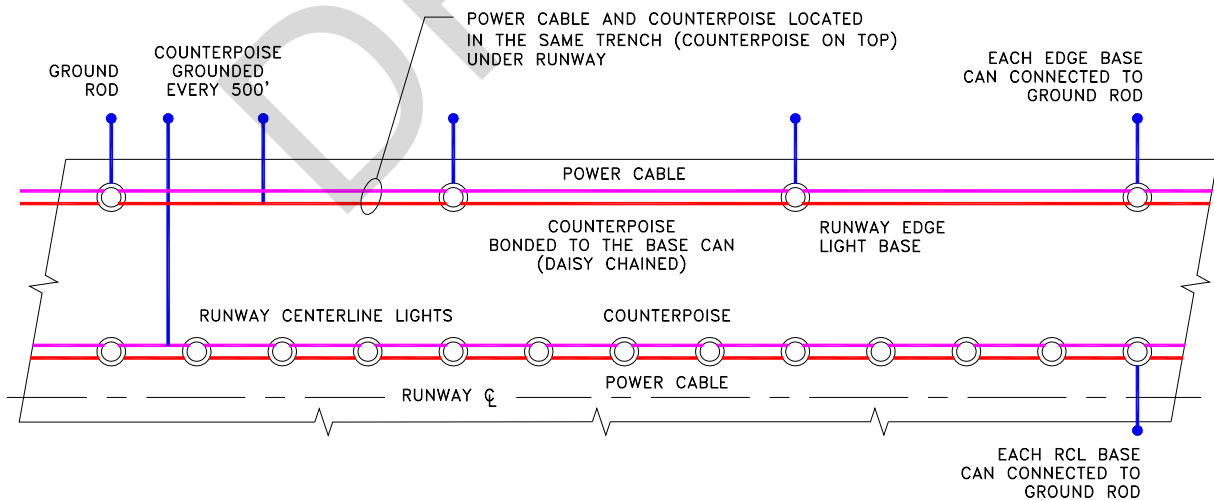 POWER CABLE AND COUNTERPOISE LOCATED
IN THE SAME TRENCH (COUNTERPOISE ON TOP)
UNDER RUNWAY
GROUND
ROD
COUNTERPOISE
GROUNDED
EVERY 500'
EACH EDGE BASE
CAN CONNECTED TO
GROUND ROD
POWER CABLE
COUNTERPOISE
BONDED TO THE BASE CAN
(DAISY CHAINED)
RUNWAY EDGE
LIGHT BASE
RUNWAY CENTERLINE LIGHTS
COUNTERPOISE
POWER CABLE
RUNWAY ℄
EACH RCL BASE
CAN CONNECTED TO
GROUND ROD